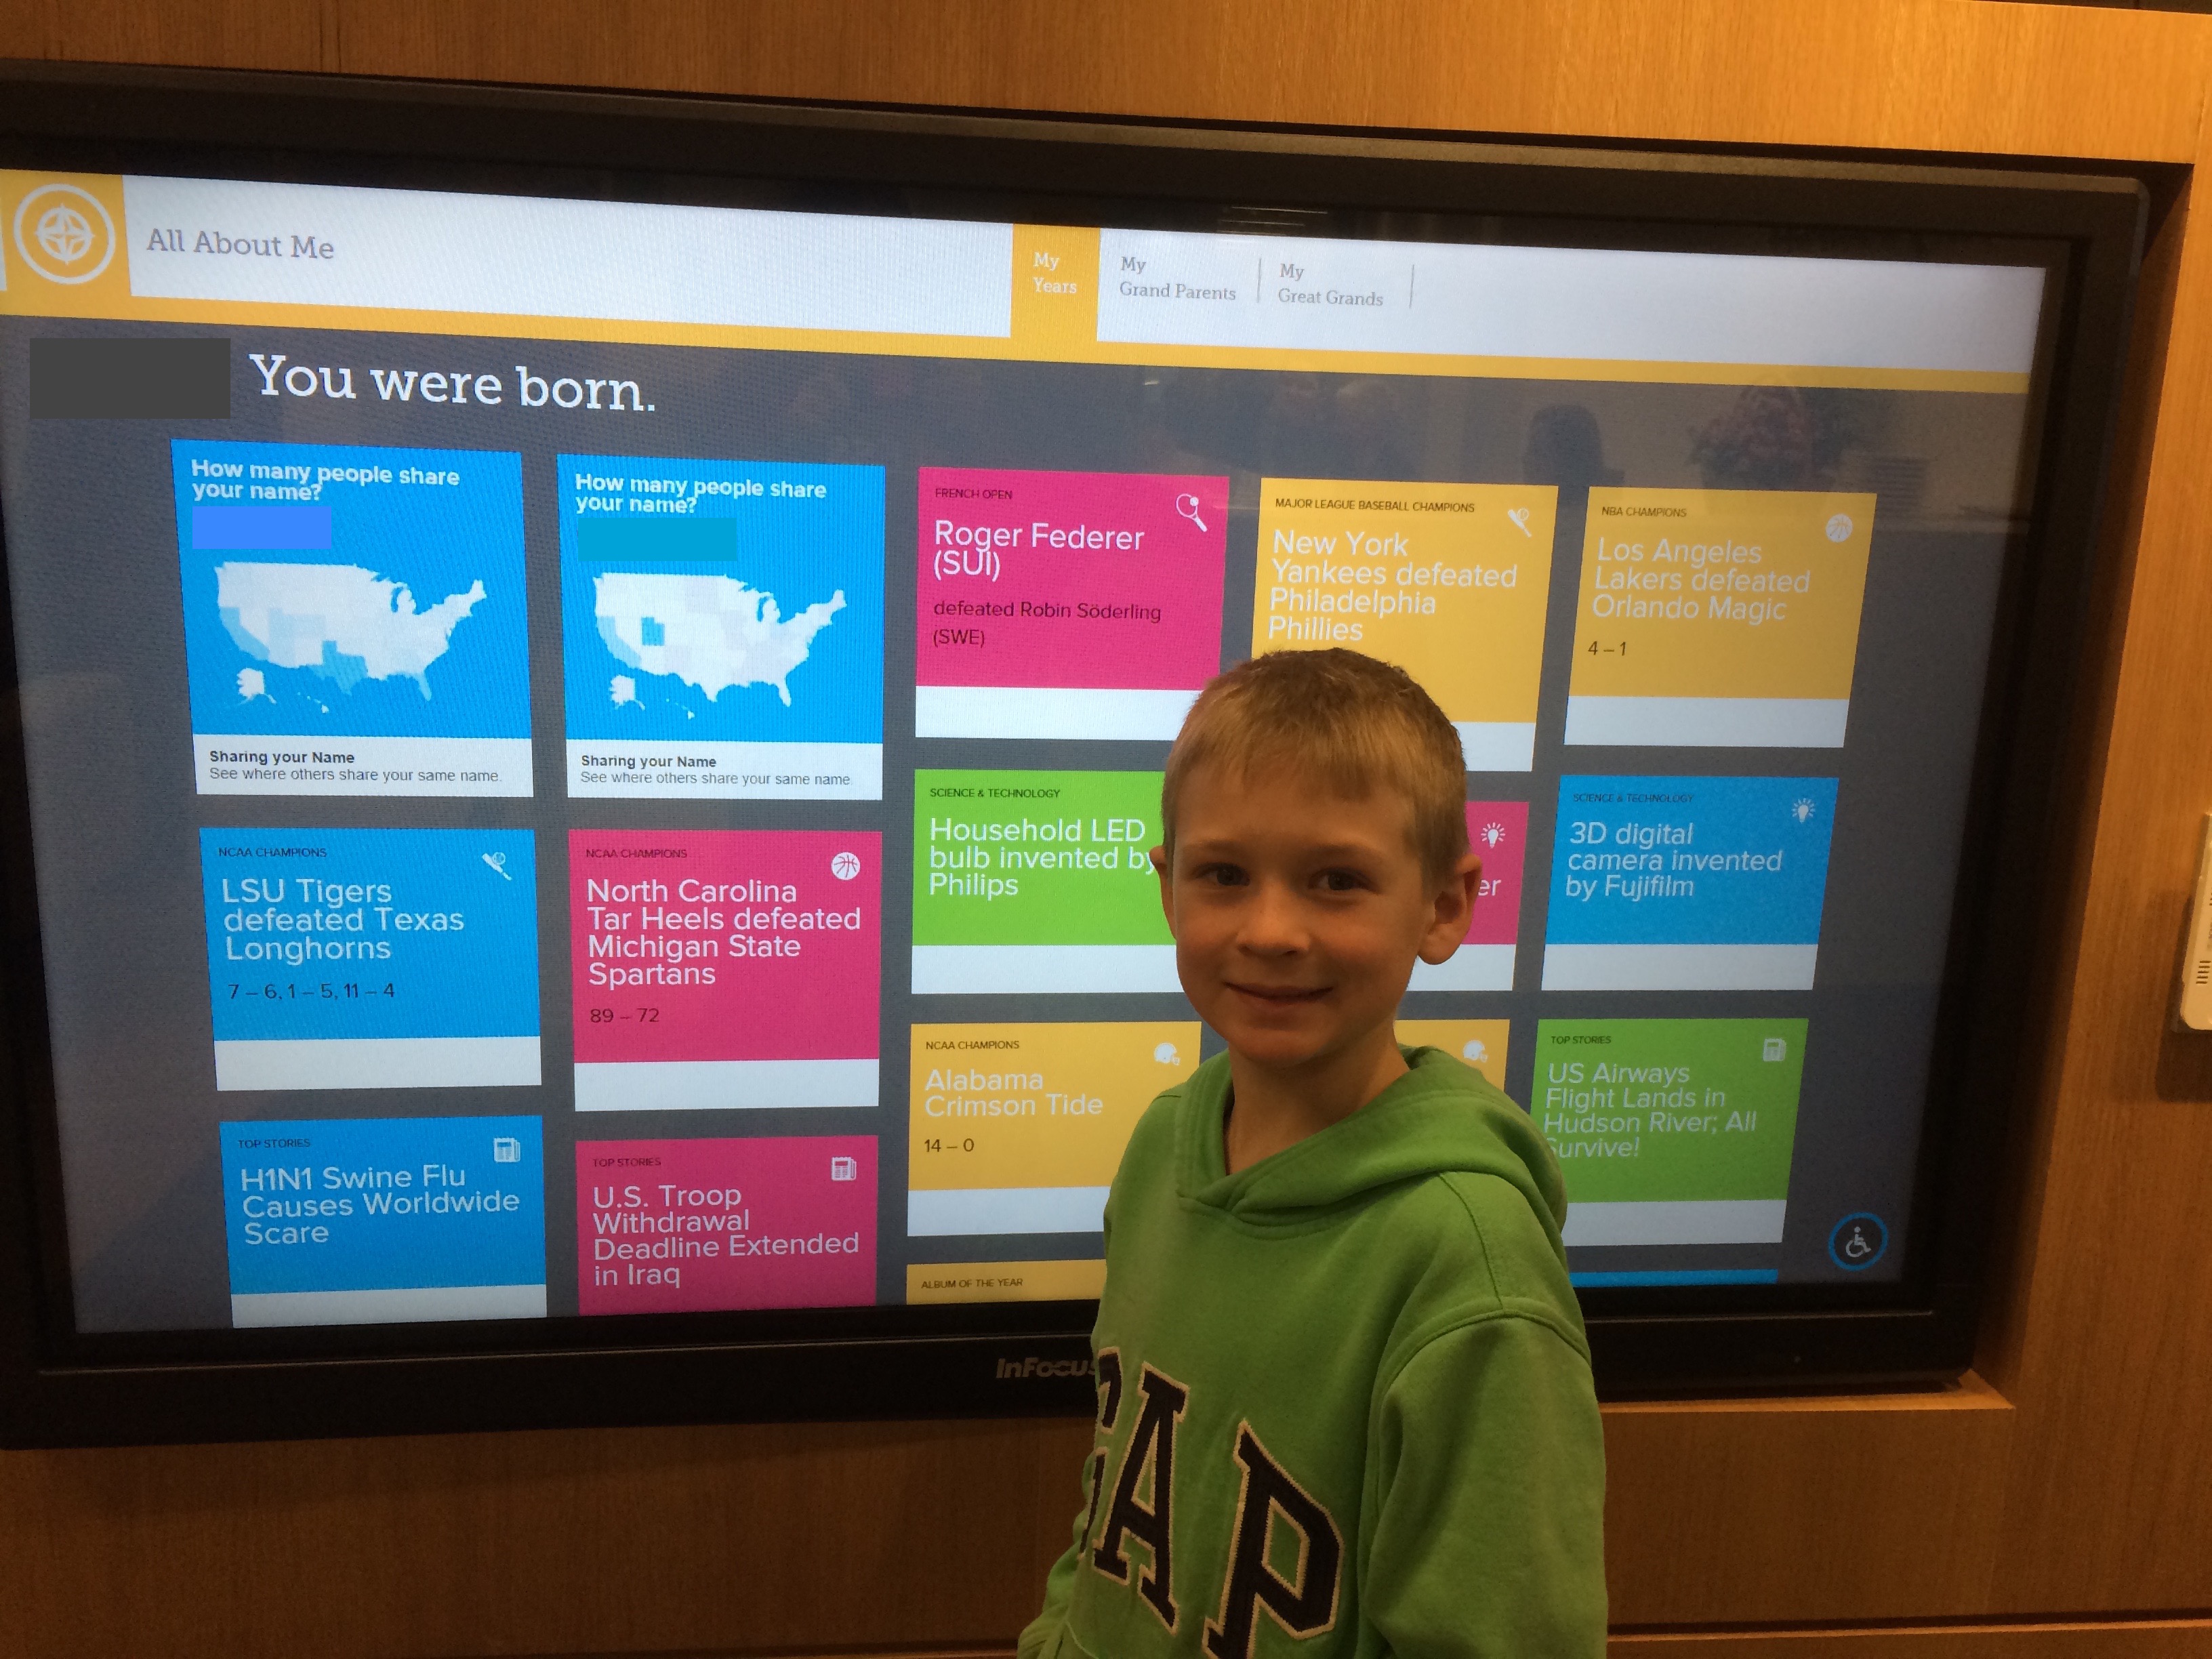 All About Me
My
Years
My
Grand Parents
My
Great Grands
You were born.
How many people share
your name?
Sharing your Name
See where others share your same name.
How many people share
your name?
Sharing your Name
See where others share your same name
FRENCH OPEN
Roger Federer
(SUI)
defeated Robin Söderling
(SWE)
MAJOR LEAGUE BASEBALL CHAMPIONS
New York
Yankees defeated
Philadelphia
Phillies
NBA CHAMPIONS
Los Angeles
Lakers defeated
Orlando Magic
4 – 1
NCAA CHAMPIONS
LSU Tigers
defeated Texas
Longhorns
7 – 6, 1 – 5, 11 – 4
NCAA CHAMPIONS
North Carolina
Tar Heels defeated
Michigan State
Spartans
89 – 72
SCIENCE & TECHNOLOGY
Household LED
bulb invented by
Philips
er
SCIENCE & TECHNOLOGY
3D digital
camera invented
by Fujifilm
TOP STORIES
H1N1 Swine Flu
Causes Worldwide
Scare
TOP STORIES
U.S. Troop
Withdrawal
Deadline Extended
in Iraq
NCAA CHAMPIONS
Alabama
Crimson Tide
14 – 0
ALBUM OF THE YEAR
TOP STORIES
US Airways
Flight Lands in
Hudson River; All
Survive!
InFocus
GAP